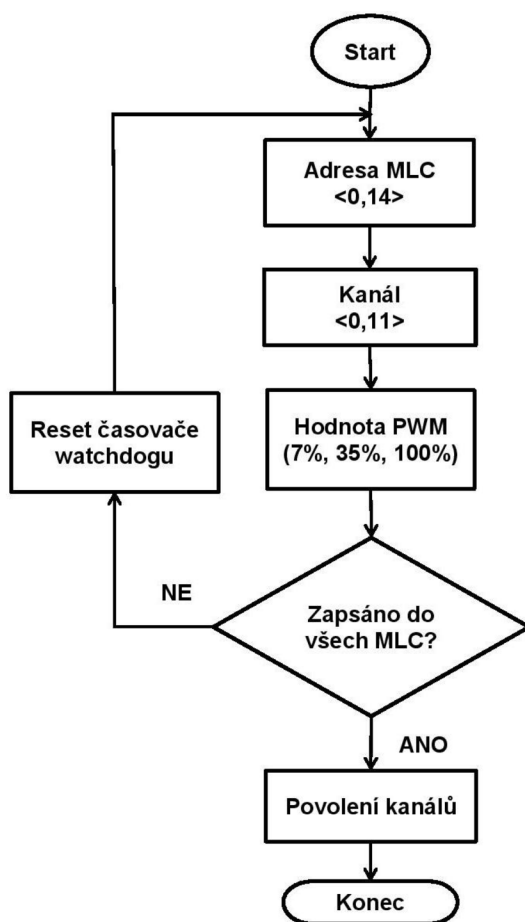 Start
Adresa MLC
<0,14>
Kanál
<0,11>
Reset časovače
watchdogu
Hodnota PWM
(7%, 35%, 100%)
NE
Zapsáno do
všech MLC?
ANO
Povolení kanálů
Konec